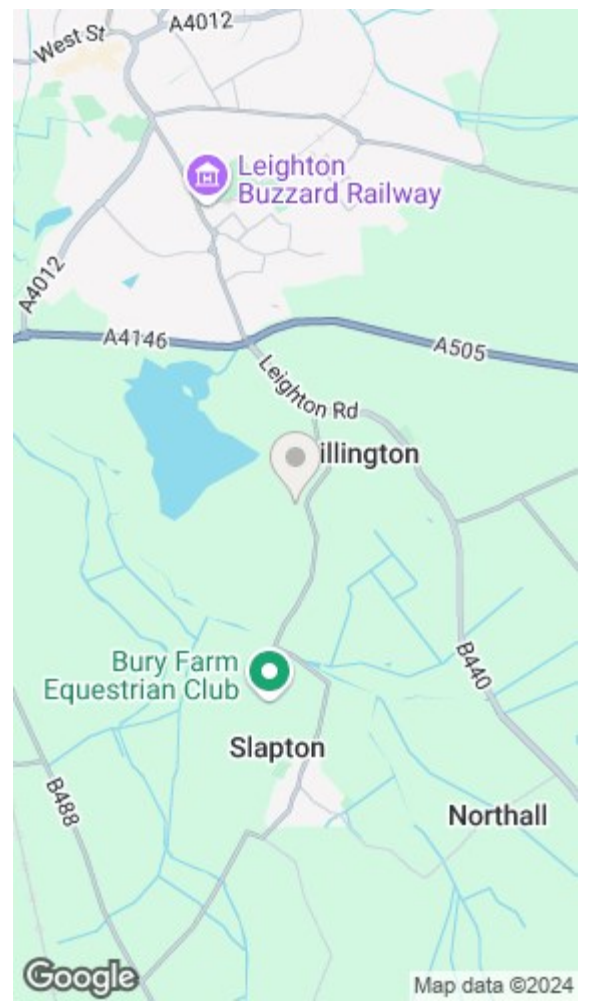 West St
A4012
Leighton
Buzzard Railway
A4012
A4146
A505
Leighton Rd
illington
Bury Farm
Equestrian Club
B440
Slapton
B488
Northall
Google
Map data ©2024